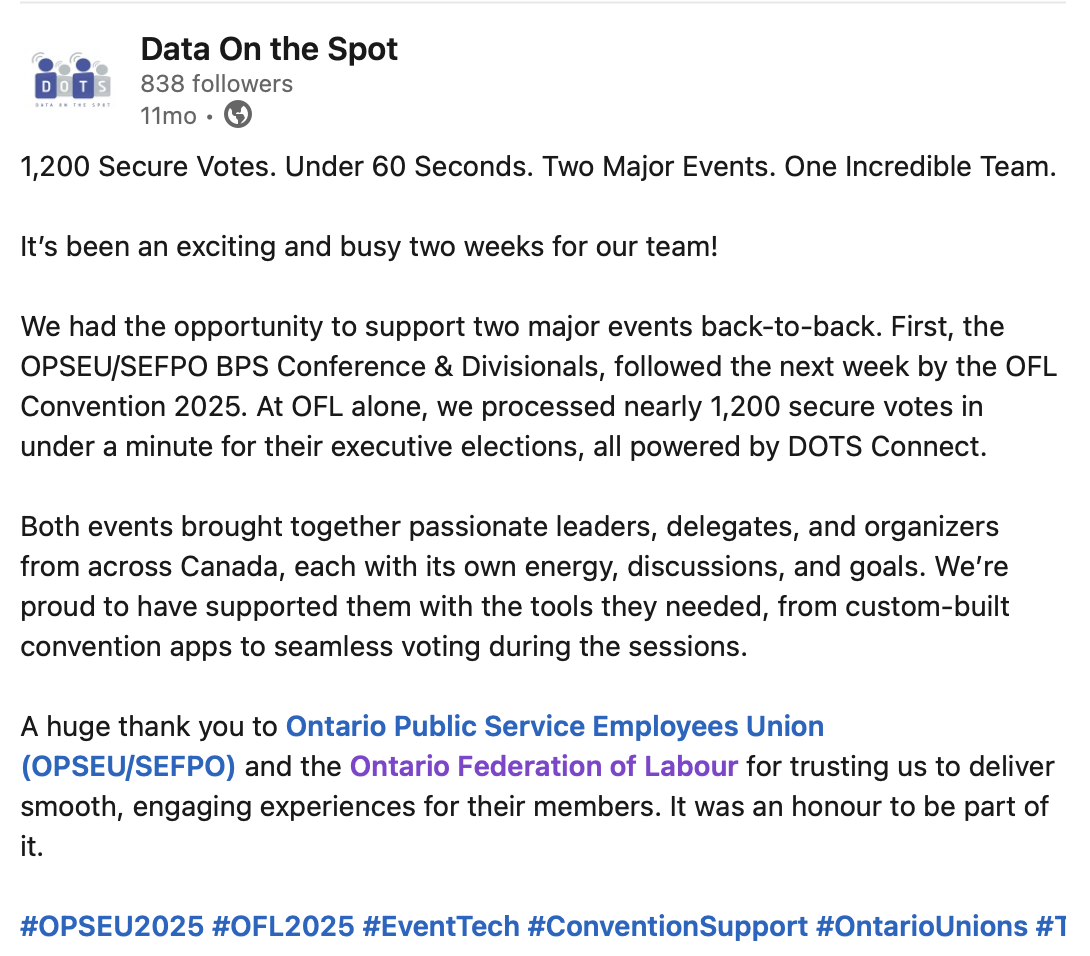 Data On the Spot
838 followers
11mo •
D O T S
DATA ON THE SPOT
1,200 Secure Votes. Under 60 Seconds. Two Major Events. One Incredible Team.
It’s been an exciting and busy two weeks for our team!
We had the opportunity to support two major events back-to-back. First, the
OPSEU/SEFPO BPS Conference & Divisionals, followed the next week by the OFL
Convention 2025. At OFL alone, we processed nearly 1,200 secure votes in
under a minute for their executive elections, all powered by DOTS Connect.
Both events brought together passionate leaders, delegates, and organizers
from across Canada, each with its own energy, discussions, and goals. We’re
proud to have supported them with the tools they needed, from custom-built
convention apps to seamless voting during the sessions.
A huge thank you to Ontario Public Service Employees Union
(OPSEU/SEFPO) and the Ontario Federation of Labour for trusting us to deliver
smooth, engaging experiences for their members. It was an honour to be part of
it.
#OPSEU2025 #OFL2025 #EventTech #ConventionSupport #OntarioUnions #T